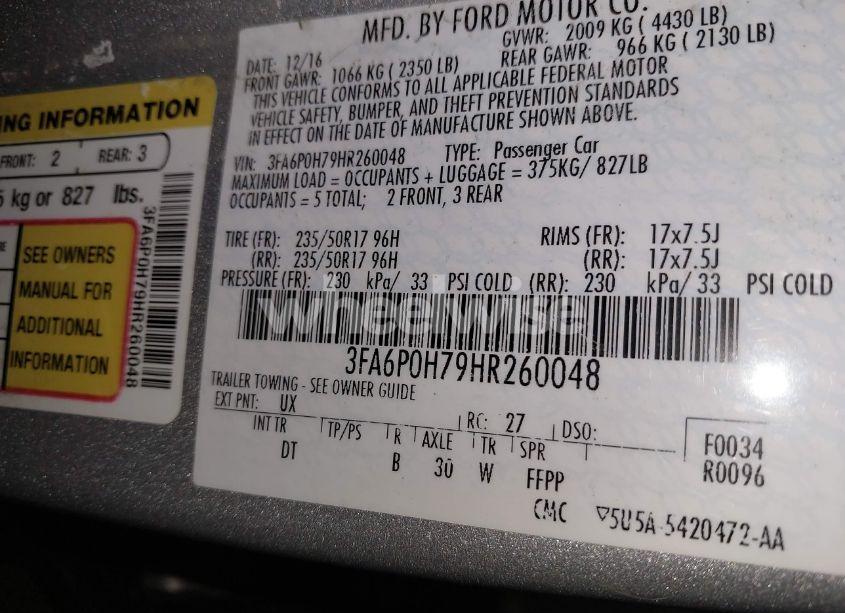 ING INFORMATION
FRONT: 2 REAR: 3
5 kg or 827 lbs.
SEE OWNERS
MANUAL FOR
ADDITIONAL
INFORMATION
3FA6P0H79HR260048
MFD. BY FORD MOTOR CO.
DATE: 12/16 GVWR: 2009 KG ( 4430 LB)
FRONT GAWR: 1066 KG ( 2350 LB) REAR GAWR: 966 KG ( 2130 LB)
THIS VEHICLE CONFORMS TO ALL APPLICABLE FEDERAL MOTOR
VEHICLE SAFETY, BUMPER, AND THEFT PREVENTION STANDARDS
IN EFFECT ON THE DATE OF MANUFACTURE SHOWN ABOVE.
VIN: 3FA6P0H79HR260048 TYPE: Passenger Car
MAXIMUM LOAD = OCCUPANTS + LUGGAGE = 375KG/ 827LB
OCCUPANTS = 5 TOTAL; 2 FRONT, 3 REAR
TIRE (FR): 235/50R17 96H RIMS (FR): 17x7.5J
(RR): 235/50R17 96H (RR): 17x7.5J
PRESSURE (FR): 230 kPa/ 33 PSI COLD (RR): 230 kPa/ 33 PSI COLD
Wheelwise
3FA6P0H79HR260048
TRAILER TOWING - SEE OWNER GUIDE
EXT PNT: UX RC: 27 DSO:
INT TR TP/PS R AXLE TR SPR F0034
DT B 30 W FFPP R0096
CMC ▽5U5A-5420472-AA